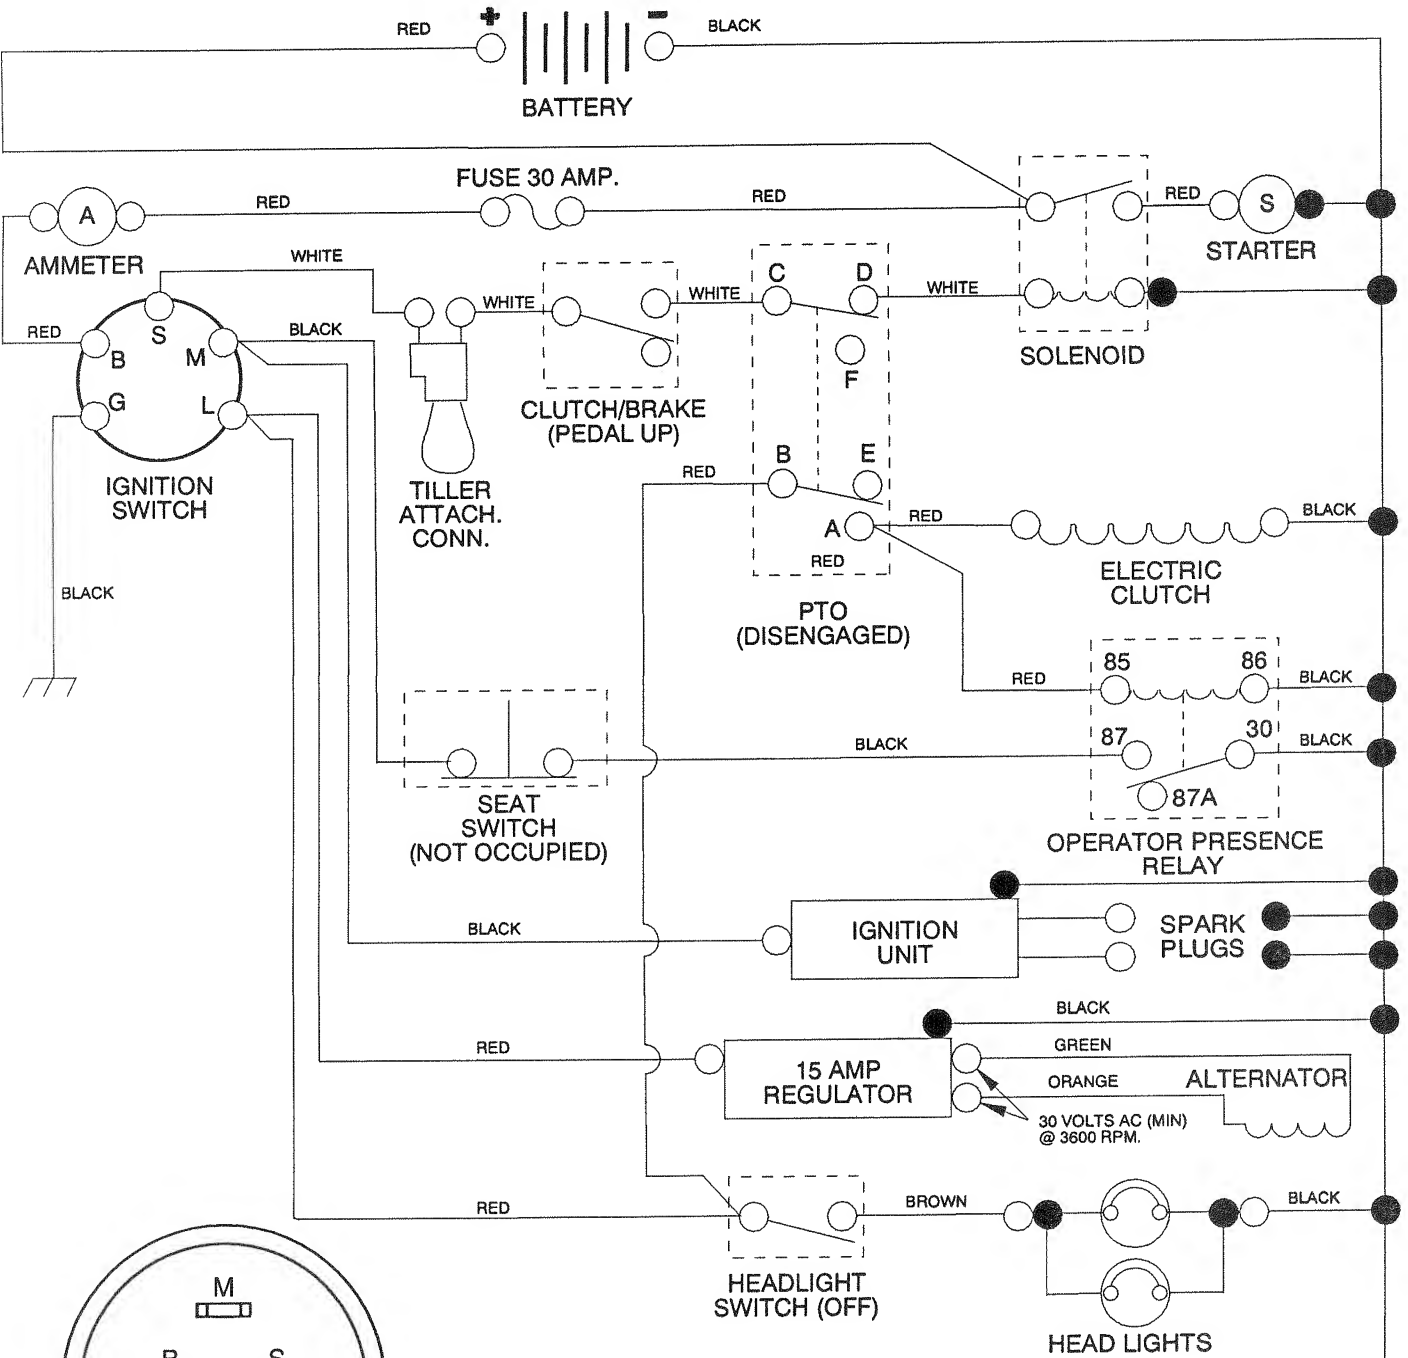 RED
+
-
BLACK
BATTERY
FUSE 30 AMP.
RED
RED
RED
A
S
AMMETER
STARTER
WHITE
C
D
WHITE
WHITE
WHITE
RED
S
BLACK
B
M
F
SOLENOID
G
L
CLUTCH/BRAKE
(PEDAL UP)
IGNITION
SWITCH
TILLER
ATTACH.
CONN.
RED
B
E
A
RED
BLACK
RED
ELECTRIC
CLUTCH
BLACK
PTO
(DISENGAGED)
85
86
RED
BLACK
BLACK
87
30
BLACK
87A
SEAT
SWITCH
(NOT OCCUPIED)
OPERATOR PRESENCE
RELAY
BLACK
IGNITION
UNIT
SPARK
PLUGS
BLACK
RED
15 AMP
REGULATOR
GREEN
ORANGE
ALTERNATOR
30 VOLTS AC (MIN)
@ 3600 RPM.
RED
BROWN
BLACK
HEADLIGHT
SWITCH (OFF)
HEAD LIGHTS
M
S